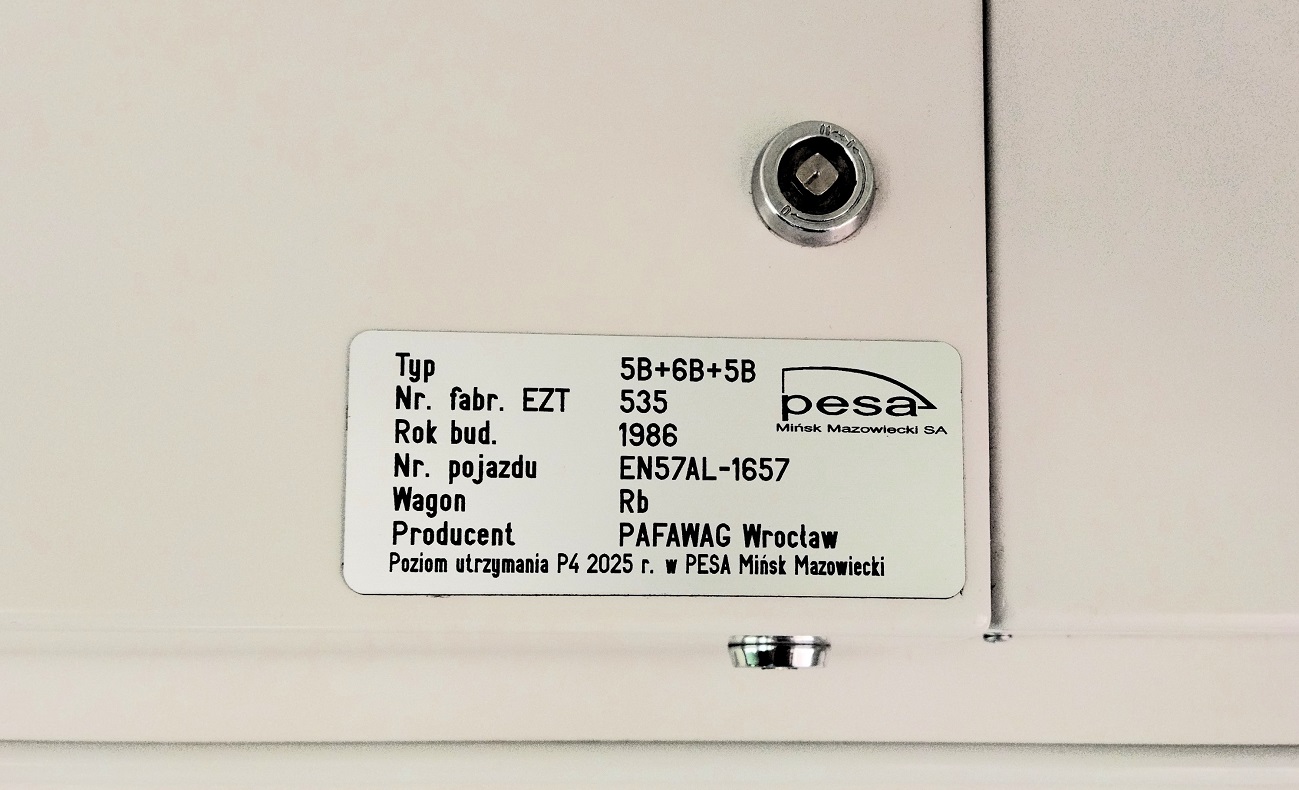 Typ 5B+6B+5B
Nr. fabr. EZT 535
Rok bud. 1986
Nr. pojazdu EN57AL-1657
Wagon Rb
Producent PAFAWAG Wrocław
Poziom utrzymania P4 2025 r. w PESA Mińsk Mazowiecki
pesa
Mińsk Mazowiecki SA